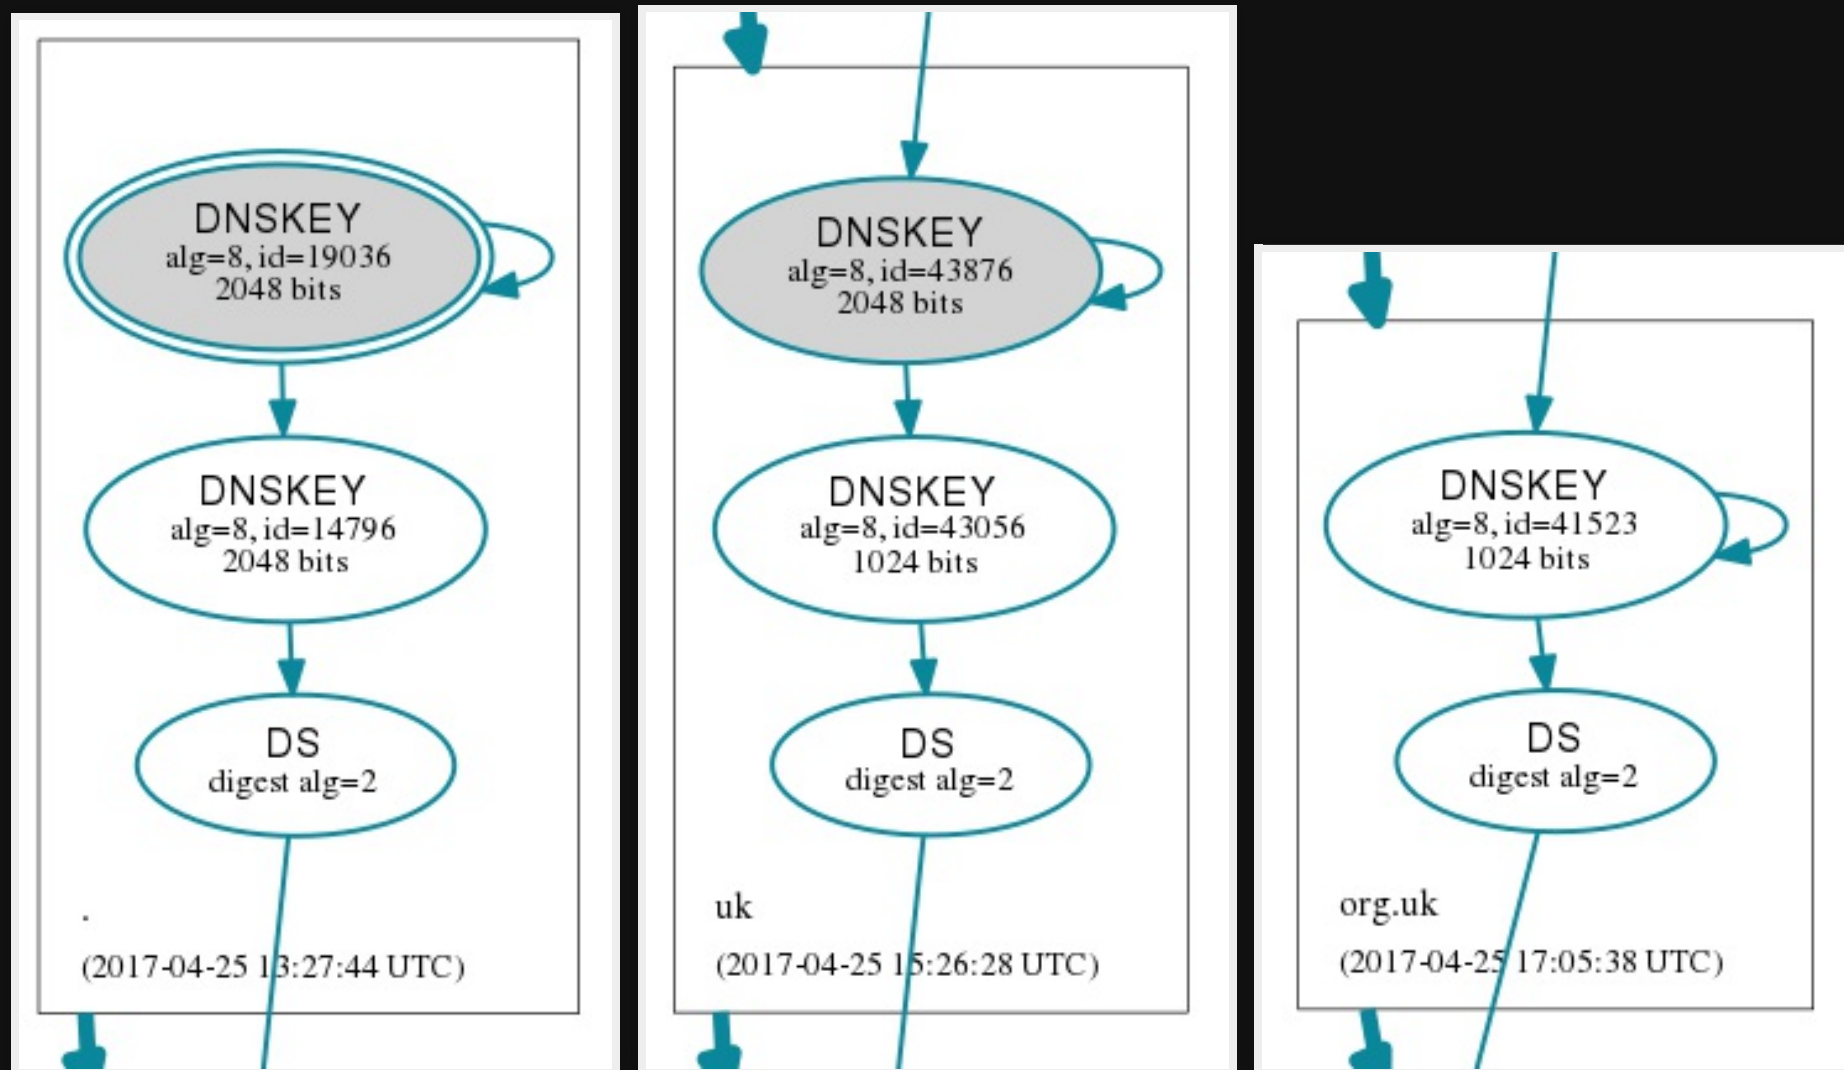 DNSKEY
alg=8, id=19036
2048 bits
DNSKEY
alg=8, id=14796
2048 bits
DS
digest alg=2
.
(2017-04-25 13:27:44 UTC)
DNSKEY
alg=8, id=43876
2048 bits
DNSKEY
alg=8, id=43056
1024 bits
DS
digest alg=2
uk
(2017-04-25 15:26:28 UTC)
DNSKEY
alg=8, id=41523
1024 bits
DS
digest alg=2
org.uk
(2017-04-25 17:05:38 UTC)